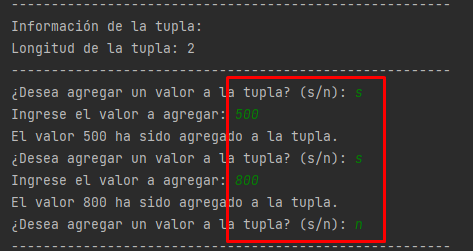 --------------------------------------------------------
Información de la tupla:
Longitud de la tupla: 2
--------------------------------------------------------
¿Desea agregar un valor a la tupla? (s/n): s
Ingrese el valor a agregar: 500
El valor 500 ha sido agregado a la tupla.
¿Desea agregar un valor a la tupla? (s/n): s
Ingrese el valor a agregar: 800
El valor 800 ha sido agregado a la tupla.
¿Desea agregar un valor a la tupla? (s/n): n
--------------------------------------------------------